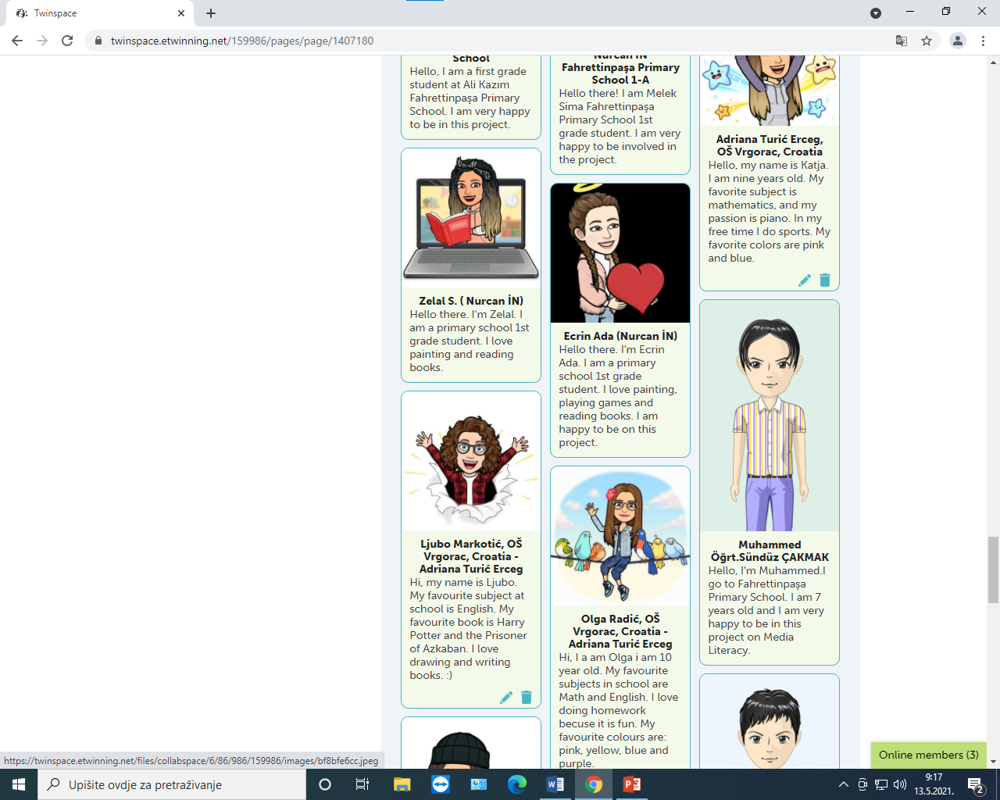 Twinspace
twinspace.etwinning.net/159986/pages/page/1407180
School
Hello, I am a first grade
student at Ali Kazım
Fahrettinpaşa Primary
School. I am very happy
to be in this project.
Zelal S. ( Nurcan İN)
Hello there. I'm Zelal. I
am a primary school 1st
grade student. I love
painting and reading
books.
Ljubo Markotić, OŠ
Vrgorac, Croatia -
Adriana Turić Erceg
Hi, my name is Ljubo.
My favourite subject at
school is English. My
favourite book is Harry
Potter and the Prisoner
of Azkaban. I love
drawing and writing
books. :)
Nurcan İN
Fahrettinpaşa Primary
School 1-A
Hello there! I am Melek
Sima Fahrettinpaşa
Primary School 1st
grade student. I am very
happy to be involved in
the project.
Ecrin Ada (Nurcan İN)
Hello there. I'm Ecrin
Ada. I am a primary
school 1st grade
student. I love painting,
playing games and
reading books. I am
happy to be on this
project.
Olga Radić, OŠ
Vrgorac, Croatia -
Adriana Turić Erceg
Hi, I a am Olga i am 10
year old. My favourite
subjects in school are
Math and English. I love
doing homework
becuse it is fun. My
favourite colours are:
pink, yellow, blue and
purple.
Adriana Turić Erceg,
OŠ Vrgorac, Croatia
Hello, my name is Katja.
I am nine years old. My
favorite subject is
mathematics, and my
passion is piano. In my
free time I do sports. My
favorite colors are pink
and blue.
Muhammed
Öğrt.Sündüz ÇAKMAK
Hello, I'm Muhammed.I
go to Fahrettinpaşa
Primary School. I am 7
years old and I am very
happy to be in this
project on Media
Literacy.
Online members (3)
https://twinspace.etwinning.net/files/collabspace/6/86/986/159986/images/bf8bfe6cc.jpeg
Upišite ovdje za pretraživanje
9:17
13.5.2021.
2